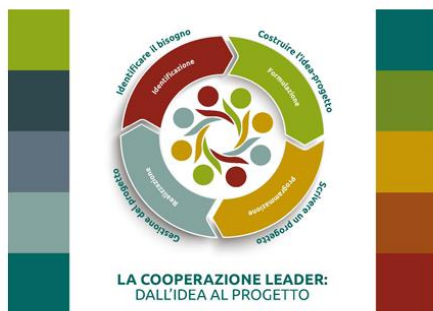 Identificare il bisogno
Costruire l'idea-progetto
Identificazione
Formulazione
Realizzazione
Programmazione
Gestione del progetto
Scrivere un progetto
LA COOPERAZIONE LEADER:
DALL'IDEA AL PROGETTO